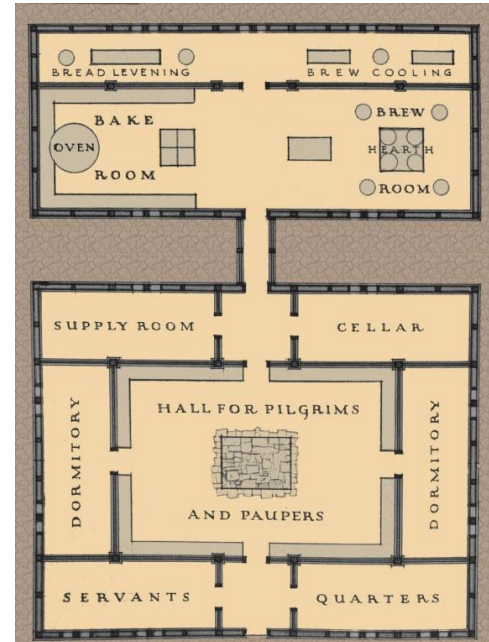 BREAD LEVENING
BREW COOLING
BAKE
BREW
OVEN
HEARTH
ROOM
ROOM
SUPPLY ROOM
CELLAR
DORMITORY
HALL FOR PILGRIMS
AND PAUPERS
DORMITORY
SERVANTS
QUARTERS